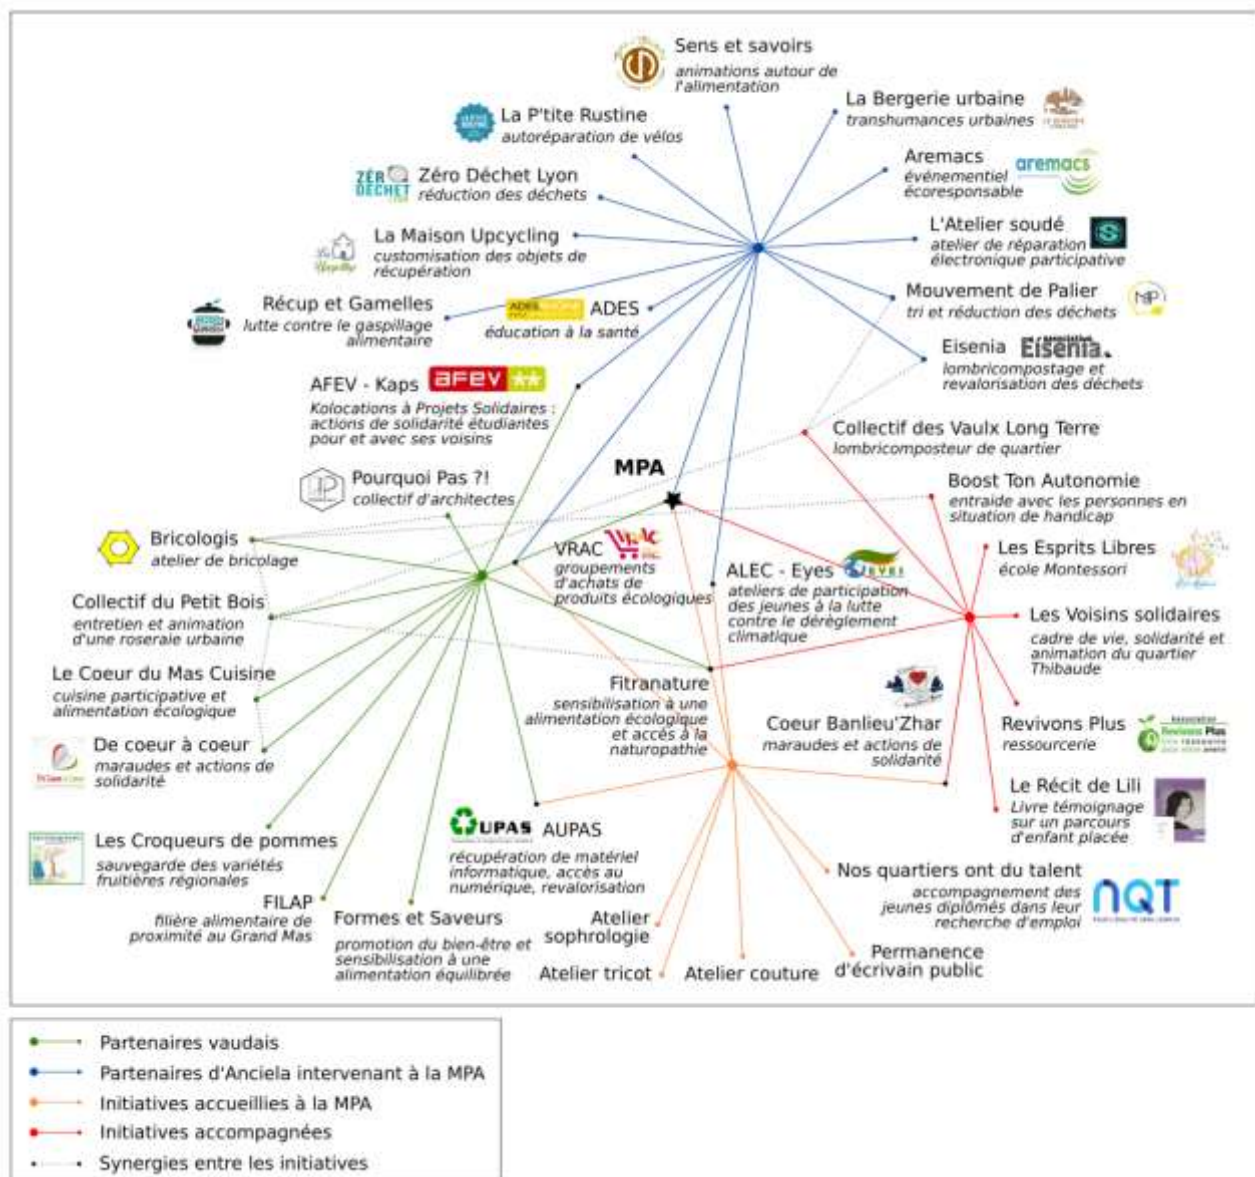 Sens et savoirs
animations autour de
l'alimentation
La P'tite Rustine
autoréparation de vélos
La Bergerie urbaine
transhumances urbaines
Zéro Déchet Lyon
réduction des déchets
ZÉR
DÉCHET
Aremacs
événementiel
écoresponsable
aremacs
La Maison Upcycling
customisation des objets de
récupération
L'Atelier soudé
atelier de réparation
électronique participative
S
Récup et Gamelles
lutte contre le gaspillage
alimentaire
ADES
éducation à la santé
Mouvement de Palier
tri et réduction des déchets
Eisenia
Eisenia.
lombricompostage et
revalorisation des déchets
AFEV - Kaps
afev
Kolocations à Projets Solidaires :
actions de solidarité étudiantes
pour et avec ses voisins
Collectif des Vaulx Long Terre
lombricomposteur de quartier
MPA
Pourquoi Pas ?!
collectif d'architectes
Boost Ton Autonomie
entraide avec les personnes en
situation de handicap
Bricologis
atelier de bricolage
VRAC
VRAC
groupements
d'achats de
produits écologiques
ALEC - Eyes
EYES
ateliers de participation
des jeunes à la lutte
contre le dérèglement
climatique
Les Esprits Libres
école Montessori
Collectif du Petit Bois
entretien et animation
d'une roseraie urbaine
Les Voisins solidaires
cadre de vie, solidarité et
animation du quartier
Thibaude
Le Coeur du Mas Cuisine
cuisine participative et
alimentation écologique
Fitranature
sensibilisation à une
alimentation écologique
et accès à la
naturopathie
Coeur Banlieu'Zhar
maraudes et actions de
solidarité
Revivons Plus
ressourcerie
Revivons Plus
De coeur à coeur
maraudes et actions de
solidarité
Le Récit de Lili
Livre témoignage
sur un parcours
d'enfant placée
Les Croqueurs de pommes
sauvegarde des variétés
fruitières régionales
UPAS
AUPAS
récupération de matériel
informatique, accès au
numérique, revalorisation
Nos quartiers ont du talent
accompagnement des
jeunes diplômés dans leur
recherche d'emploi
NQT
FILAP
filière alimentaire de
proximité au Grand Mas
Formes et Saveurs
promotion du bien-être et
sensibilisation à une
alimentation équilibrée
Atelier
sophrologie
Atelier tricot
Atelier couture
Permanence
d'écrivain public
Partenaires vaudais
Partenaires d'Anciela intervenant à la MPA
Initiatives accueillies à la MPA
Initiatives accompagnées
Synergies entre les initiatives